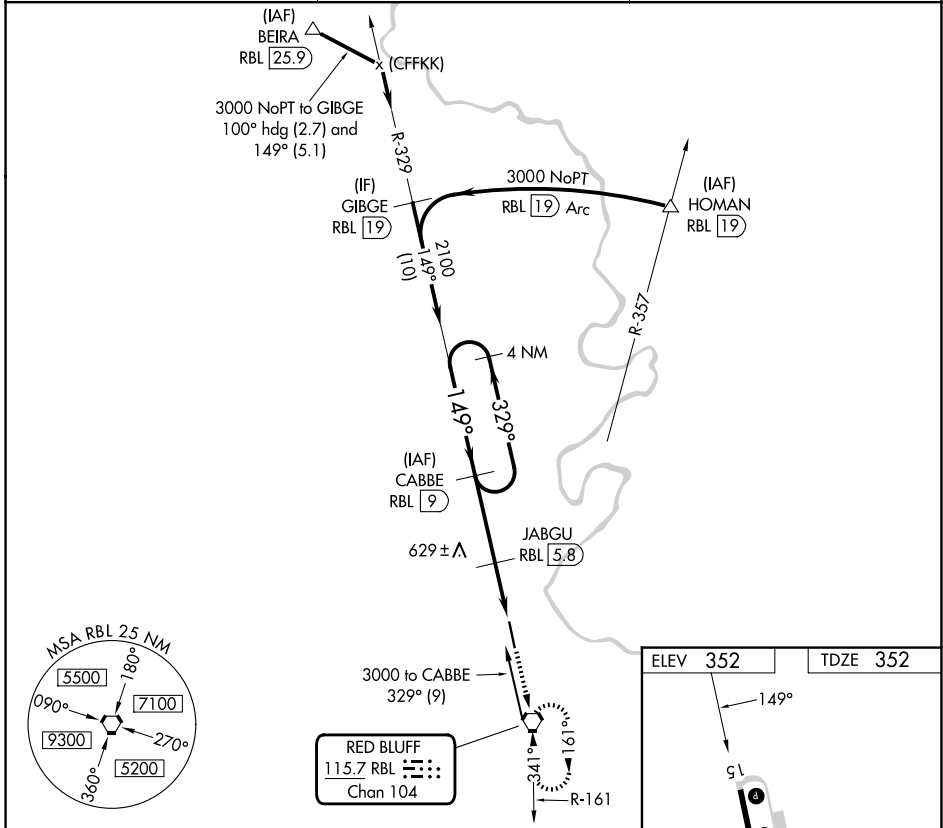 (IAF)
BEIRA
RBL 25.9
x (CFFKK)
3000 NoPT to GIBGE
100° hdg (2.7) and
149° (5.1)
R-329
(IF)
GIBGE
RBL 19
3000 NoPT
RBL 19 Arc
(IAF)
HOMAN
RBL 19
2100
149°
(10)
R-357
4 NM
149°
329°
(IAF)
CABBE
RBL 9
JABGU
RBL 5.8
629 ±
MSA RBL 25 NM
5500
180°
090°
7100
9300
270°
5200
360°
3000 to CABBE
329° (9)
RED BLUFF
115.7 RBL
Chan 104
341°
161°
R-161
ELEV 352
TDZE 352
149°
15
P